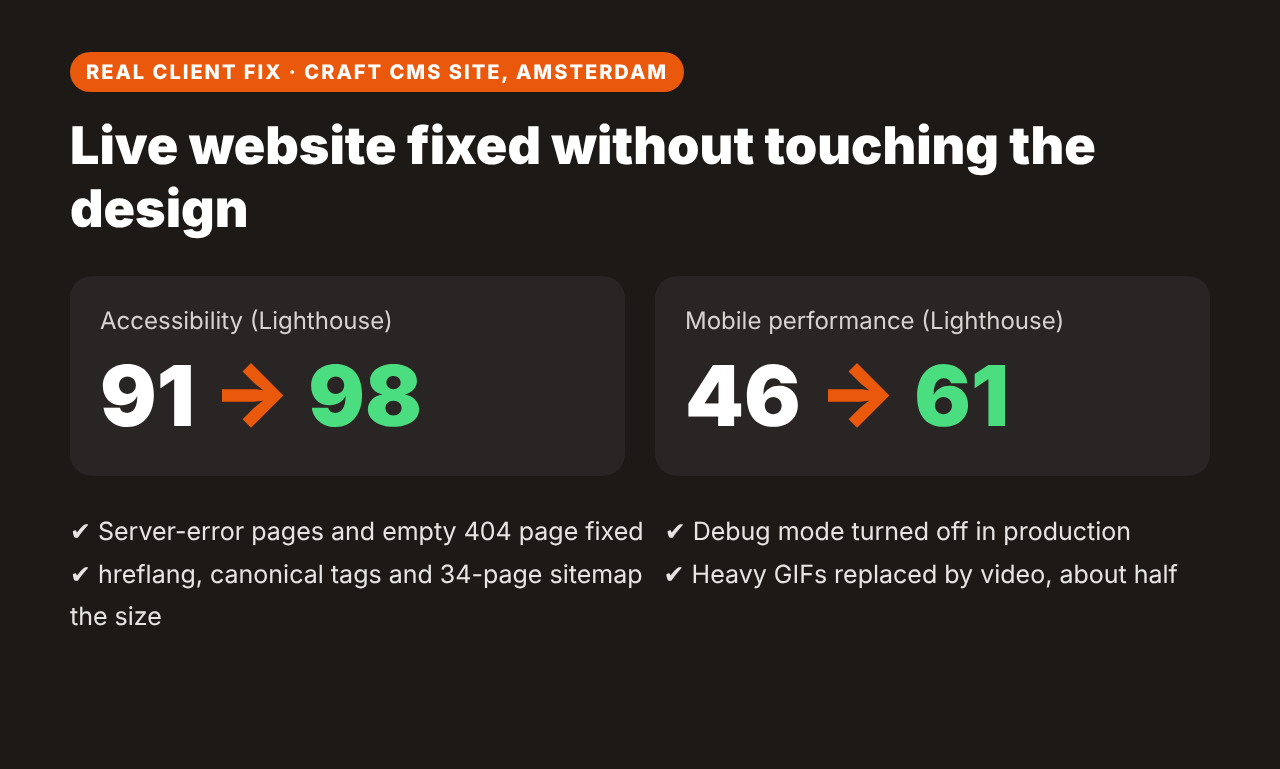 REAL CLIENT FIX · CRAFT CMS SITE, AMSTERDAM
Live website fixed without touching the
design
Accessibility (Lighthouse)
91 → 98
Mobile performance (Lighthouse)
46 → 61
✔ Server-error pages and empty 404 page fixed ✔ Debug mode turned off in production
✔ hreflang, canonical tags and 34-page sitemap ✔ Heavy GIFs replaced by video, about half
the size